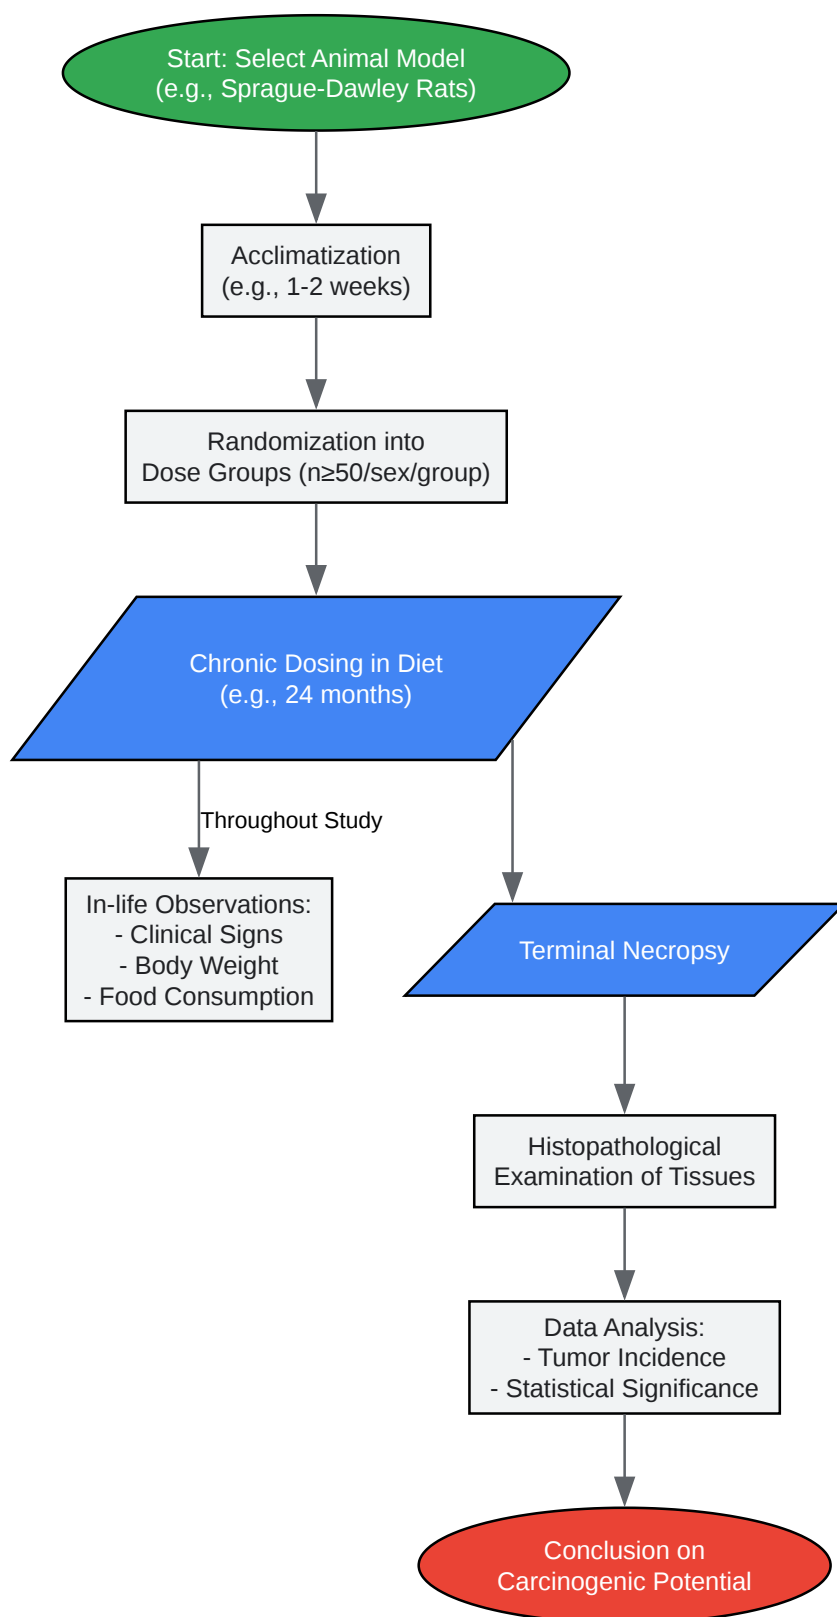 Start: Select Animal Model
(e.g., Sprague-Dawley Rats)
Acclimatization
(e.g., 1-2 weeks)
Randomization into
Dose Groups (n≥50/sex/group)
Chronic Dosing in Diet
(e.g., 24 months)
Throughout Study
In-life Observations:
- Clinical Signs
- Body Weight
- Food Consumption
Terminal Necropsy
Histopathological
Examination of Tissues
Data Analysis:
- Tumor Incidence
- Statistical Significance
Conclusion on
Carcinogenic Potential